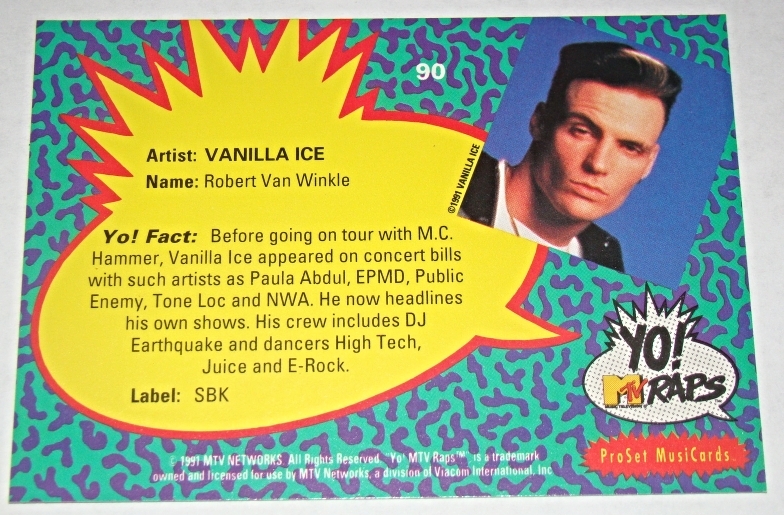 90
Artist: VANILLA ICE
Name: Robert Van Winkle
©1991 VANILLA ICE
Yo! Fact: Before going on tour with M.C.
Hammer, Vanilla Ice appeared on concert bills
with such artists as Paula Abdul, EPMD, Public
Enemy, Tone Loc and NWA. He now headlines
his own shows. His crew includes DJ
Earthquake and dancers High Tech,
Juice and E-Rock.
Label: SBK
YO!
MTV RAPS
MUSIC TELEVISION
ProSet MusiCards™
© 1991 MTV NETWORKS. All Rights Reserved. "Yo! MTV Raps™" is a trademark
owned and licensed for use by MTV Networks, a division of Viacom International, Inc